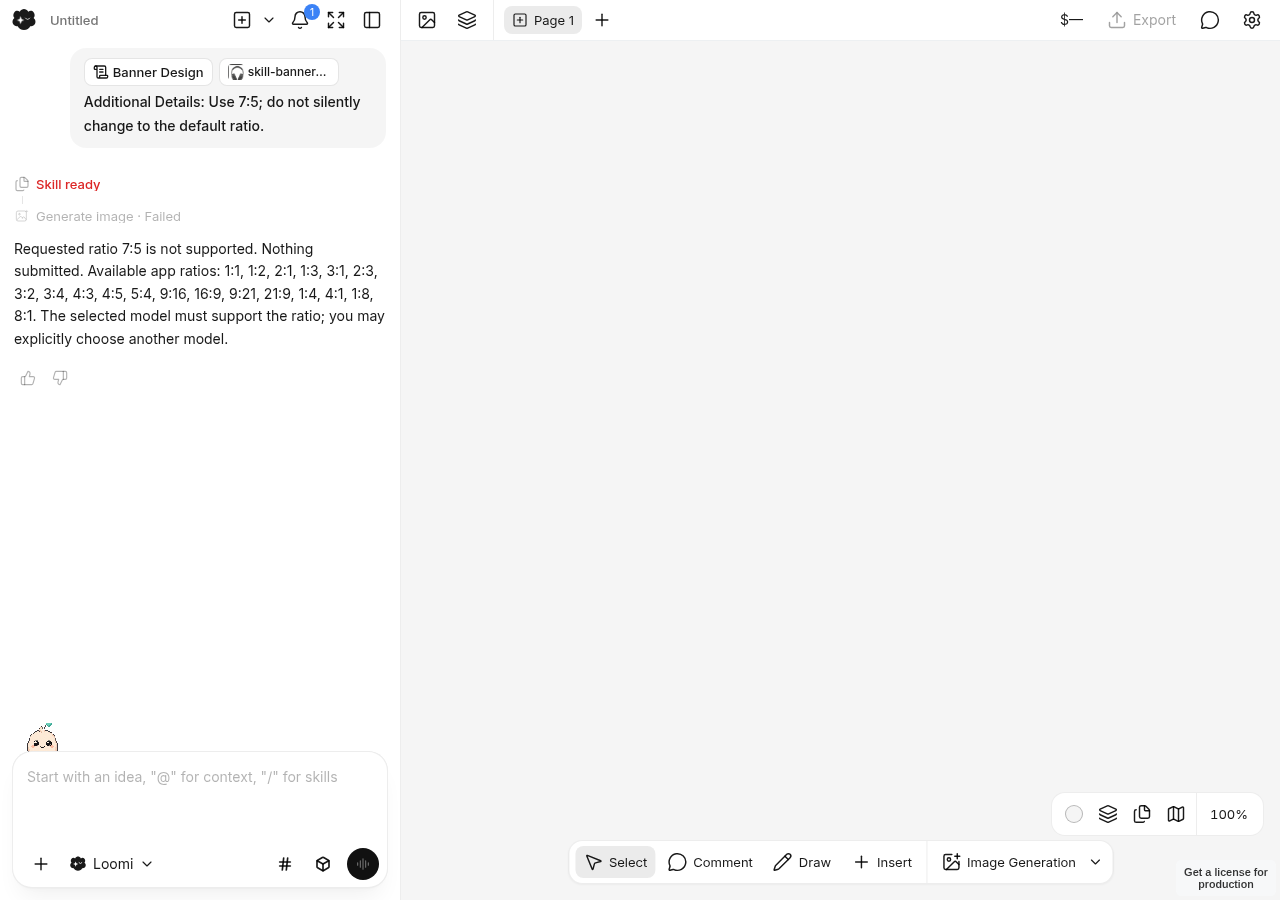 Untitled
1
Page 1
$—
Export
Banner Design
skill-banner...
Additional Details: Use 7:5; do not silently
change to the default ratio.
Skill ready
Generate image · Failed
Requested ratio 7:5 is not supported. Nothing
submitted. Available app ratios: 1:1, 1:2, 2:1, 1:3, 3:1, 2:3,
3:2, 3:4, 4:3, 4:5, 5:4, 9:16, 16:9, 9:21, 21:9, 1:4, 4:1, 1:8,
8:1. The selected model must support the ratio; you may
explicitly choose another model.
Start with an idea, "@" for context, "/" for skills
Loomi
100%
Select
Comment
Draw
Insert
Image Generation
Get a license for
production